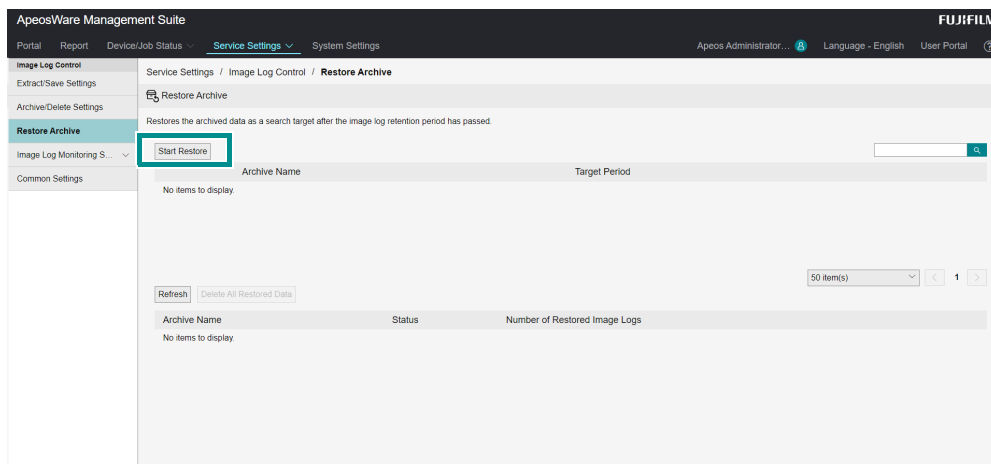 ApeosWare Management Suite
FUJIFILM
Portal Report Device/Job Status Service Settings System Settings Apeos Administrator... Language - English User Portal
Image Log Control
Extract/Save Settings
Archive/Delete Settings
Restore Archive
Image Log Monitoring S...
Common Settings
Service Settings / Image Log Control / Restore Archive
Restore Archive
Restores the archived data as a search target after the image log retention period has passed.
Start Restore
Archive Name Target Period
No items to display.
50 item(s) < 1 >
Refresh Delete All Restored Data
Archive Name Status Number of Restored Image Logs
No items to display.